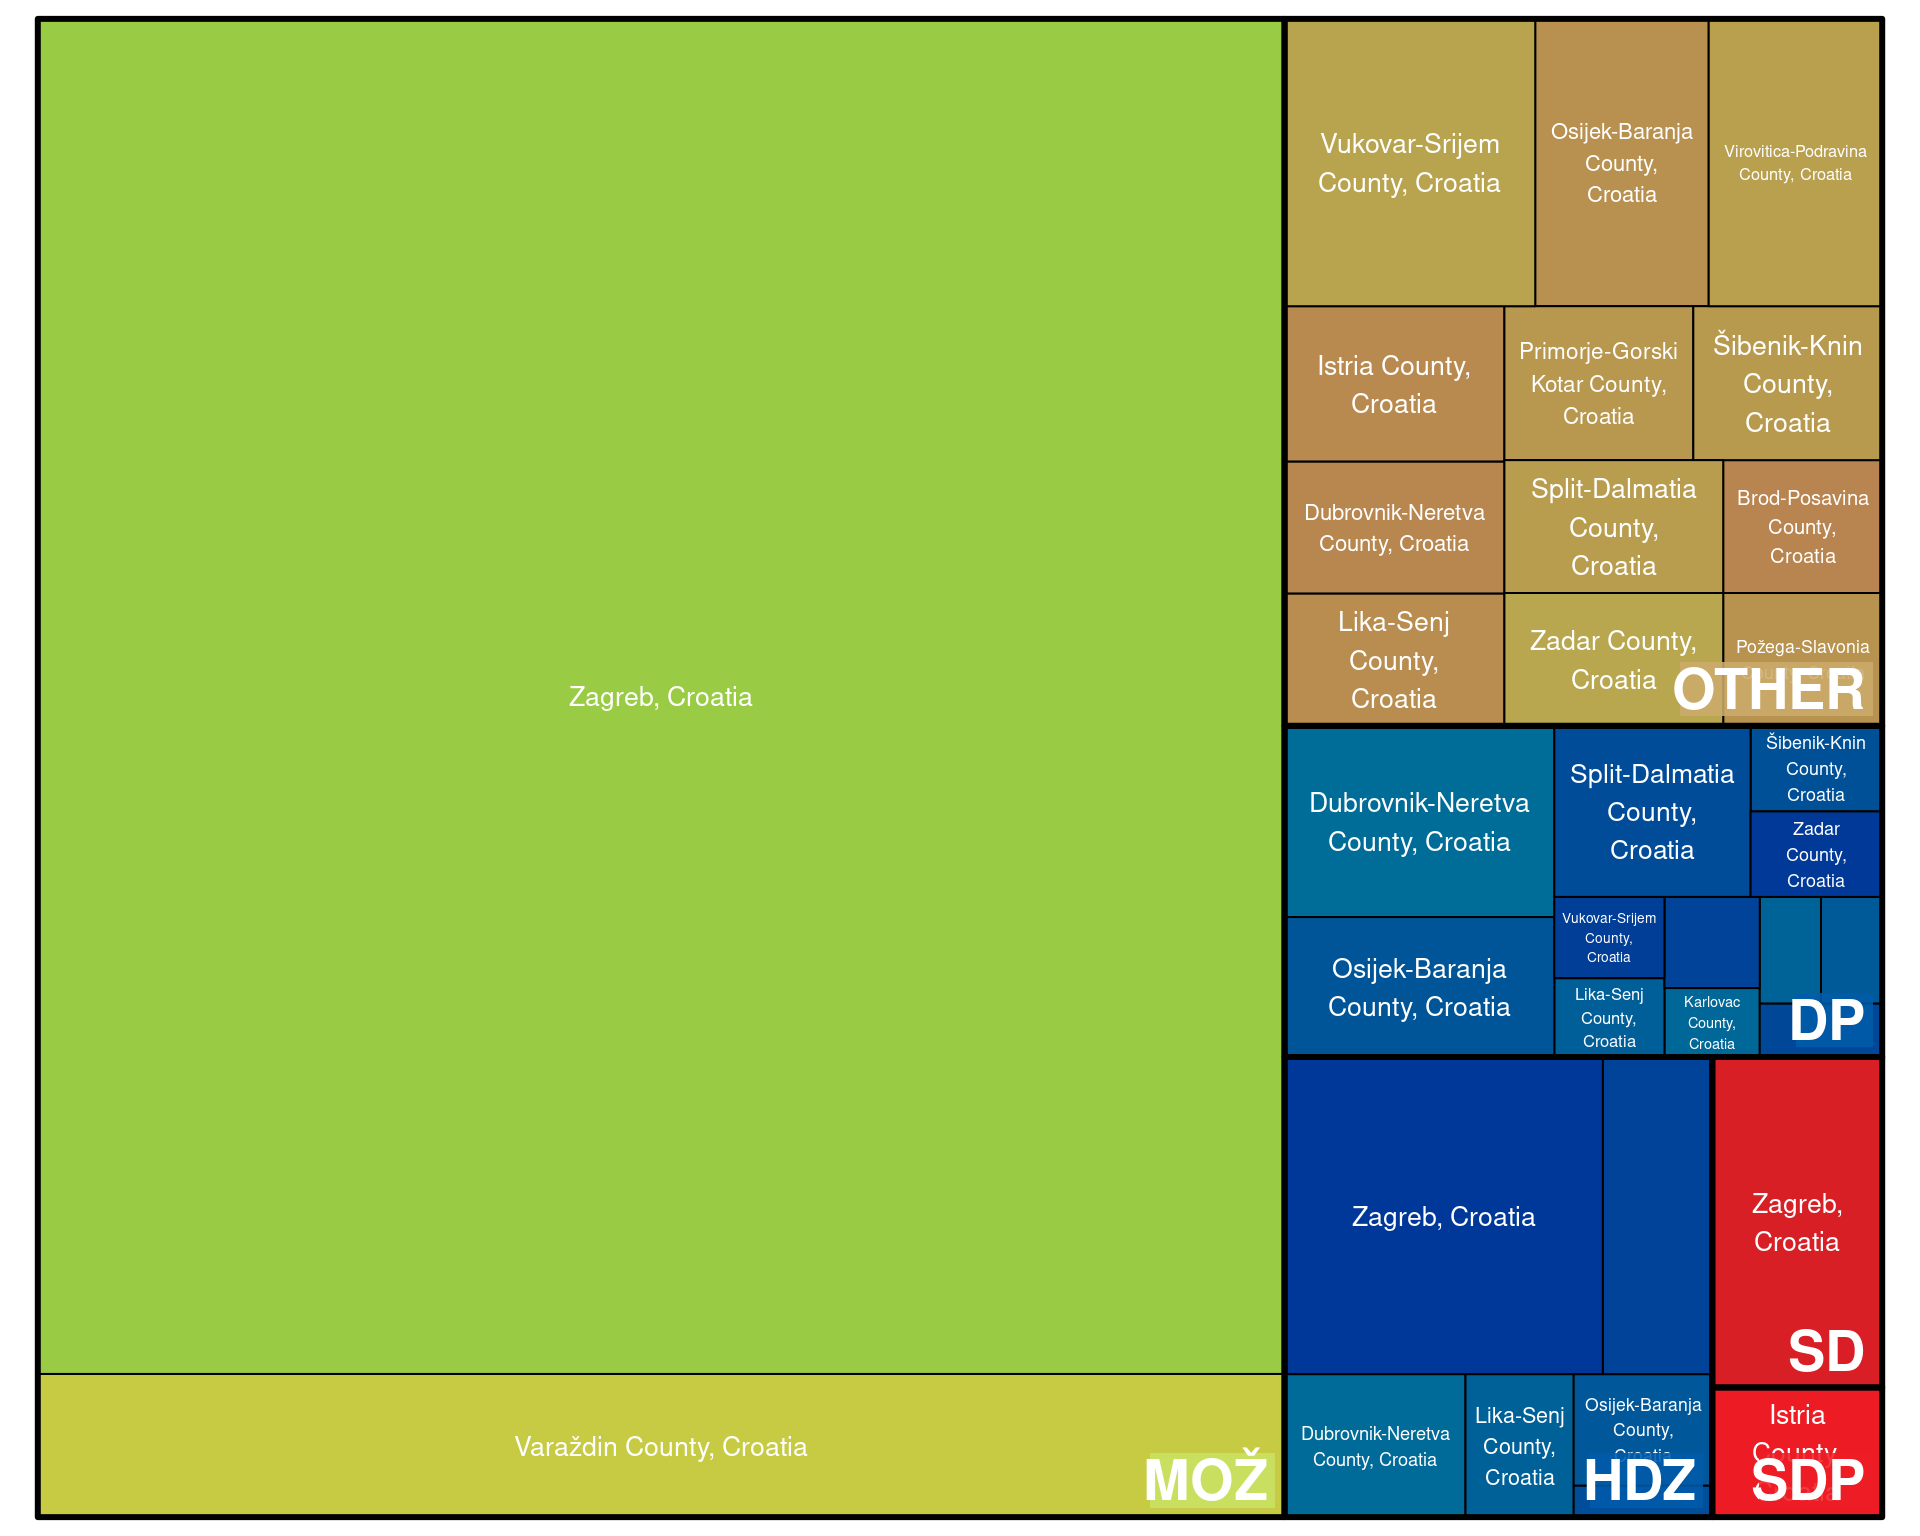 Zagreb, Croatia
Varaždin County, Croatia
MOŽ
Vukovar-Srijem
County, Croatia
Osijek-Baranja
County,
Croatia
Virovitica-Podravina
County, Croatia
Istria County,
Croatia
Primorje-Gorski
Kotar County,
Croatia
Šibenik-Knin
County,
Croatia
Dubrovnik-Neretva
County, Croatia
Split-Dalmatia
County,
Croatia
Brod-Posavina
County,
Croatia
Lika-Senj
County,
Croatia
Zadar County,
Croatia
Požega-Slavonia
County, Croatia
OTHER
Dubrovnik-Neretva
County, Croatia
Split-Dalmatia
County,
Croatia
Šibenik-Knin
County,
Croatia
Zadar
County,
Croatia
Osijek-Baranja
County, Croatia
Vukovar-Srijem
County,
Croatia
Lika-Senj
County,
Croatia
Karlovac
County,
Croatia
DP
Zagreb, Croatia
Dubrovnik-Neretva
County, Croatia
Lika-Senj
County,
Croatia
Osijek-Baranja
County,
Croatia
HDZ
Zagreb,
Croatia
SD
Istria
County,
Croatia
SDP